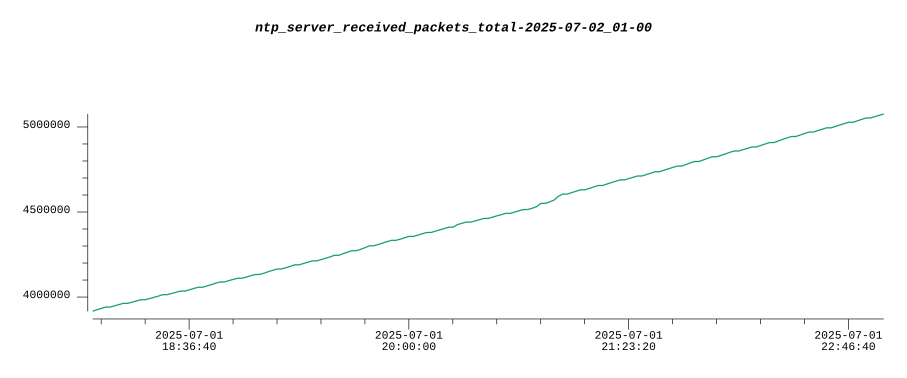 ntp_server_received_packets_total-2025-07-02_01-00
5000000
4500000
4000000
2025-07-01 2025-07-01 2025-07-01 2025-07-01
18:36:40 20:00:00 21:23:20 22:46:40